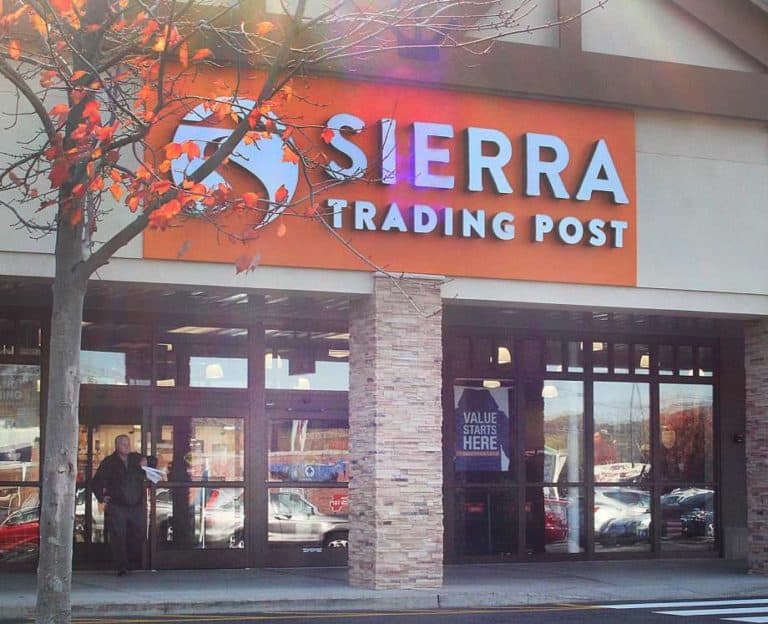 SIERRA
TRADING POST
VALUE
STARTS
HERE